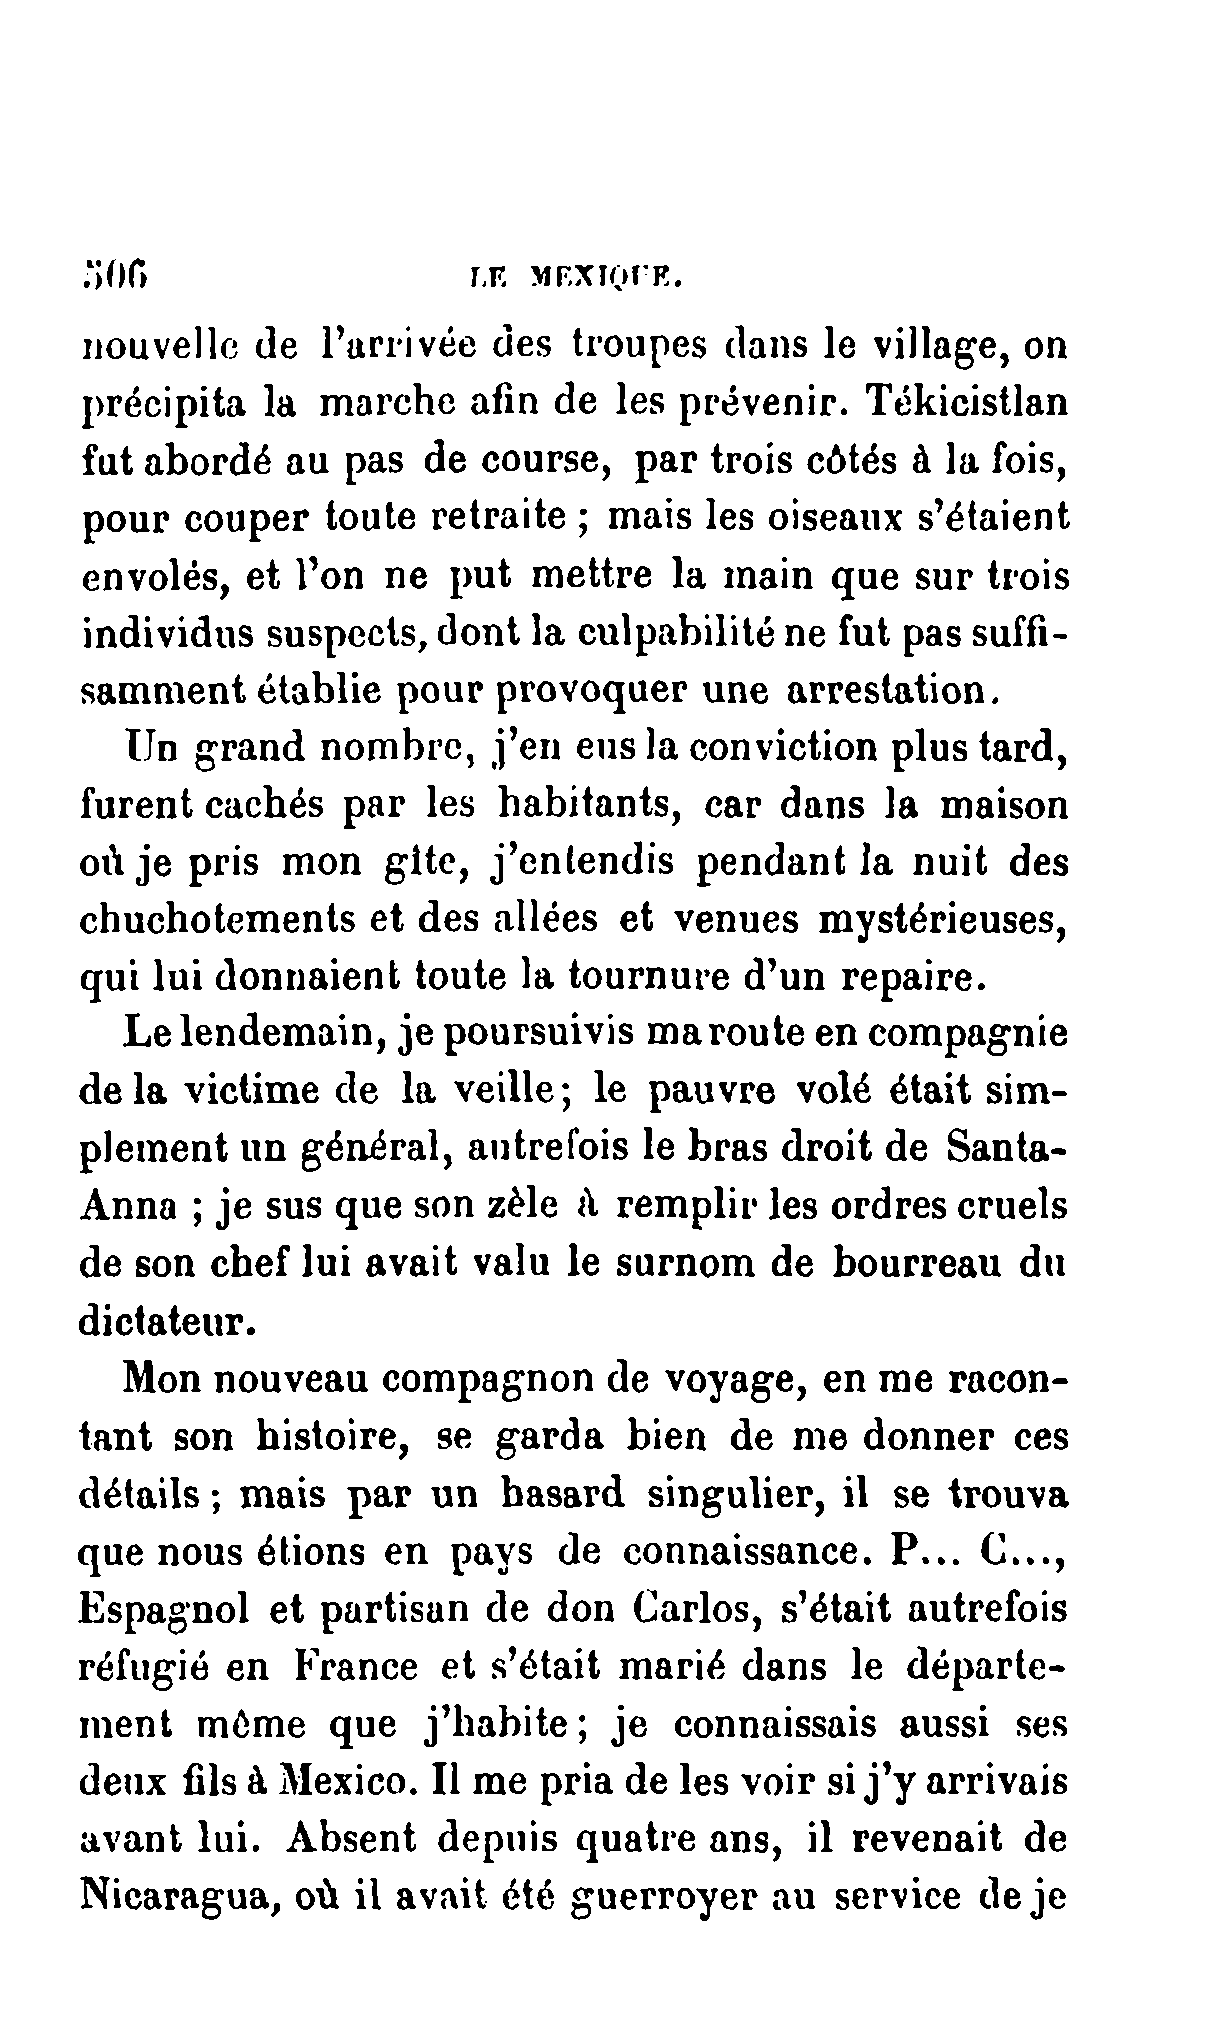 506 LE MEXIQUE.
nouvelle de l'arrivée des troupes dans le village, on
précipita la marche afin de les prévenir. Tékicistlan
fut abordé au pas de course, par trois côtés à la fois,
pour couper toute retraite ; mais les oiseaux s'étaient
envolés, et l'on ne put mettre la main que sur trois
individus suspects, dont la culpabilité ne fut pas suffi-
samment établie pour provoquer une arrestation.
Un grand nombre, j'en eus la conviction plus tard,
furent cachés par les habitants, car dans la maison
où je pris mon gîte, j'entendis pendant la nuit des
chuchotements et des allées et venues mystérieuses,
qui lui donnaient toute la tournure d'un repaire.
Le lendemain, je poursuivis ma route en compagnie
de la victime de la veille ; le pauvre volé était sim-
plement un général, autrefois le bras droit de Santa-
Anna ; je sus que son zèle à remplir les ordres cruels
de son chef lui avait valu le surnom de bourreau du
dictateur.
Mon nouveau compagnon de voyage, en me racon-
tant son histoire, se garda bien de me donner ces
détails ; mais par un hasard singulier, il se trouva
que nous étions en pays de connaissance. P... C...,
Espagnol et partisan de don Carlos, s'était autrefois
réfugié en France et s'était marié dans le départe-
ment même que j'habite ; je connaissais aussi ses
deux fils à Mexico. Il me pria de les voir si j'y arrivais
avant lui. Absent depuis quatre ans, il revenait de
Nicaragua, où il avait été guerroyer au service de je